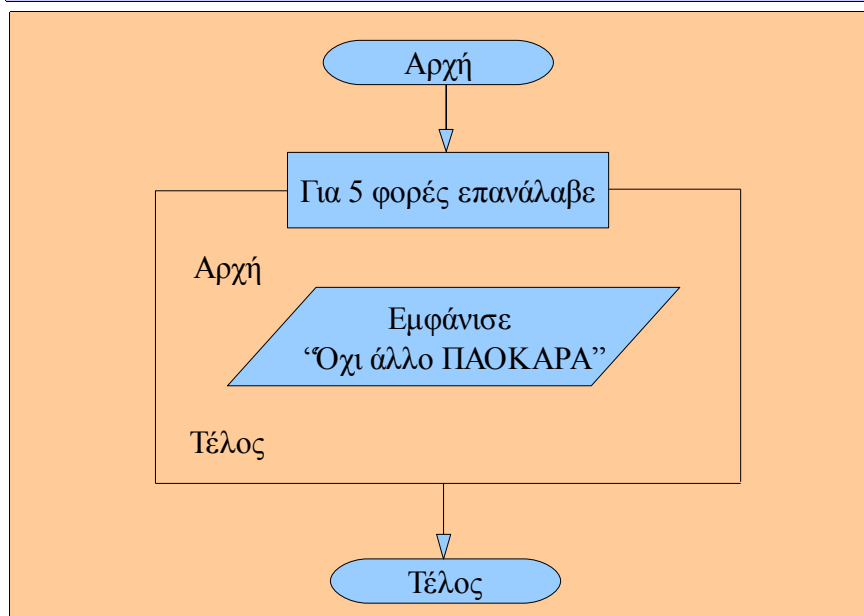 Αρχή
Για 5 φορές επανάλαβε
Αρχή
Εμφάνισε
“Όχι άλλο ΠΑΟΚΑΡΑ”
Τέλος
Τέλος